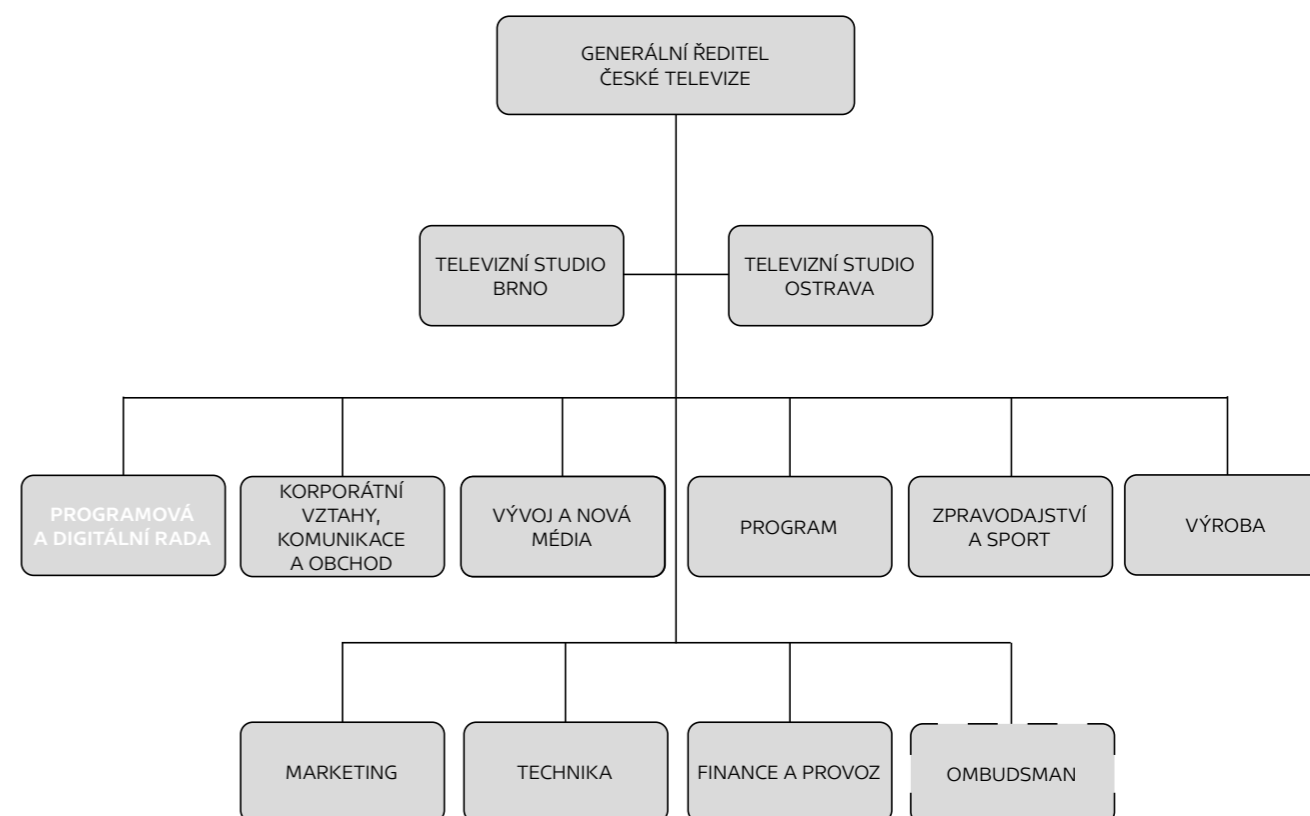 GENERÁLNÍ ŘEDITEL
ČESKÉ TELEVIZE
TELEVIZNÍ STUDIO
BRNO
TELEVIZNÍ STUDIO
OSTRAVA
PROGRAMOVÁ
A DIGITÁLNÍ RADA
KORPORÁTNÍ
VZTAHY,
KOMUNIKACE
A OBCHOD
VÝVOJ A NOVÁ
MÉDIA
PROGRAM
ZPRAVODAJSTVÍ
A SPORT
VÝROBA
MARKETING
TECHNIKA
FINANCE A PROVOZ
OMBUDSMAN